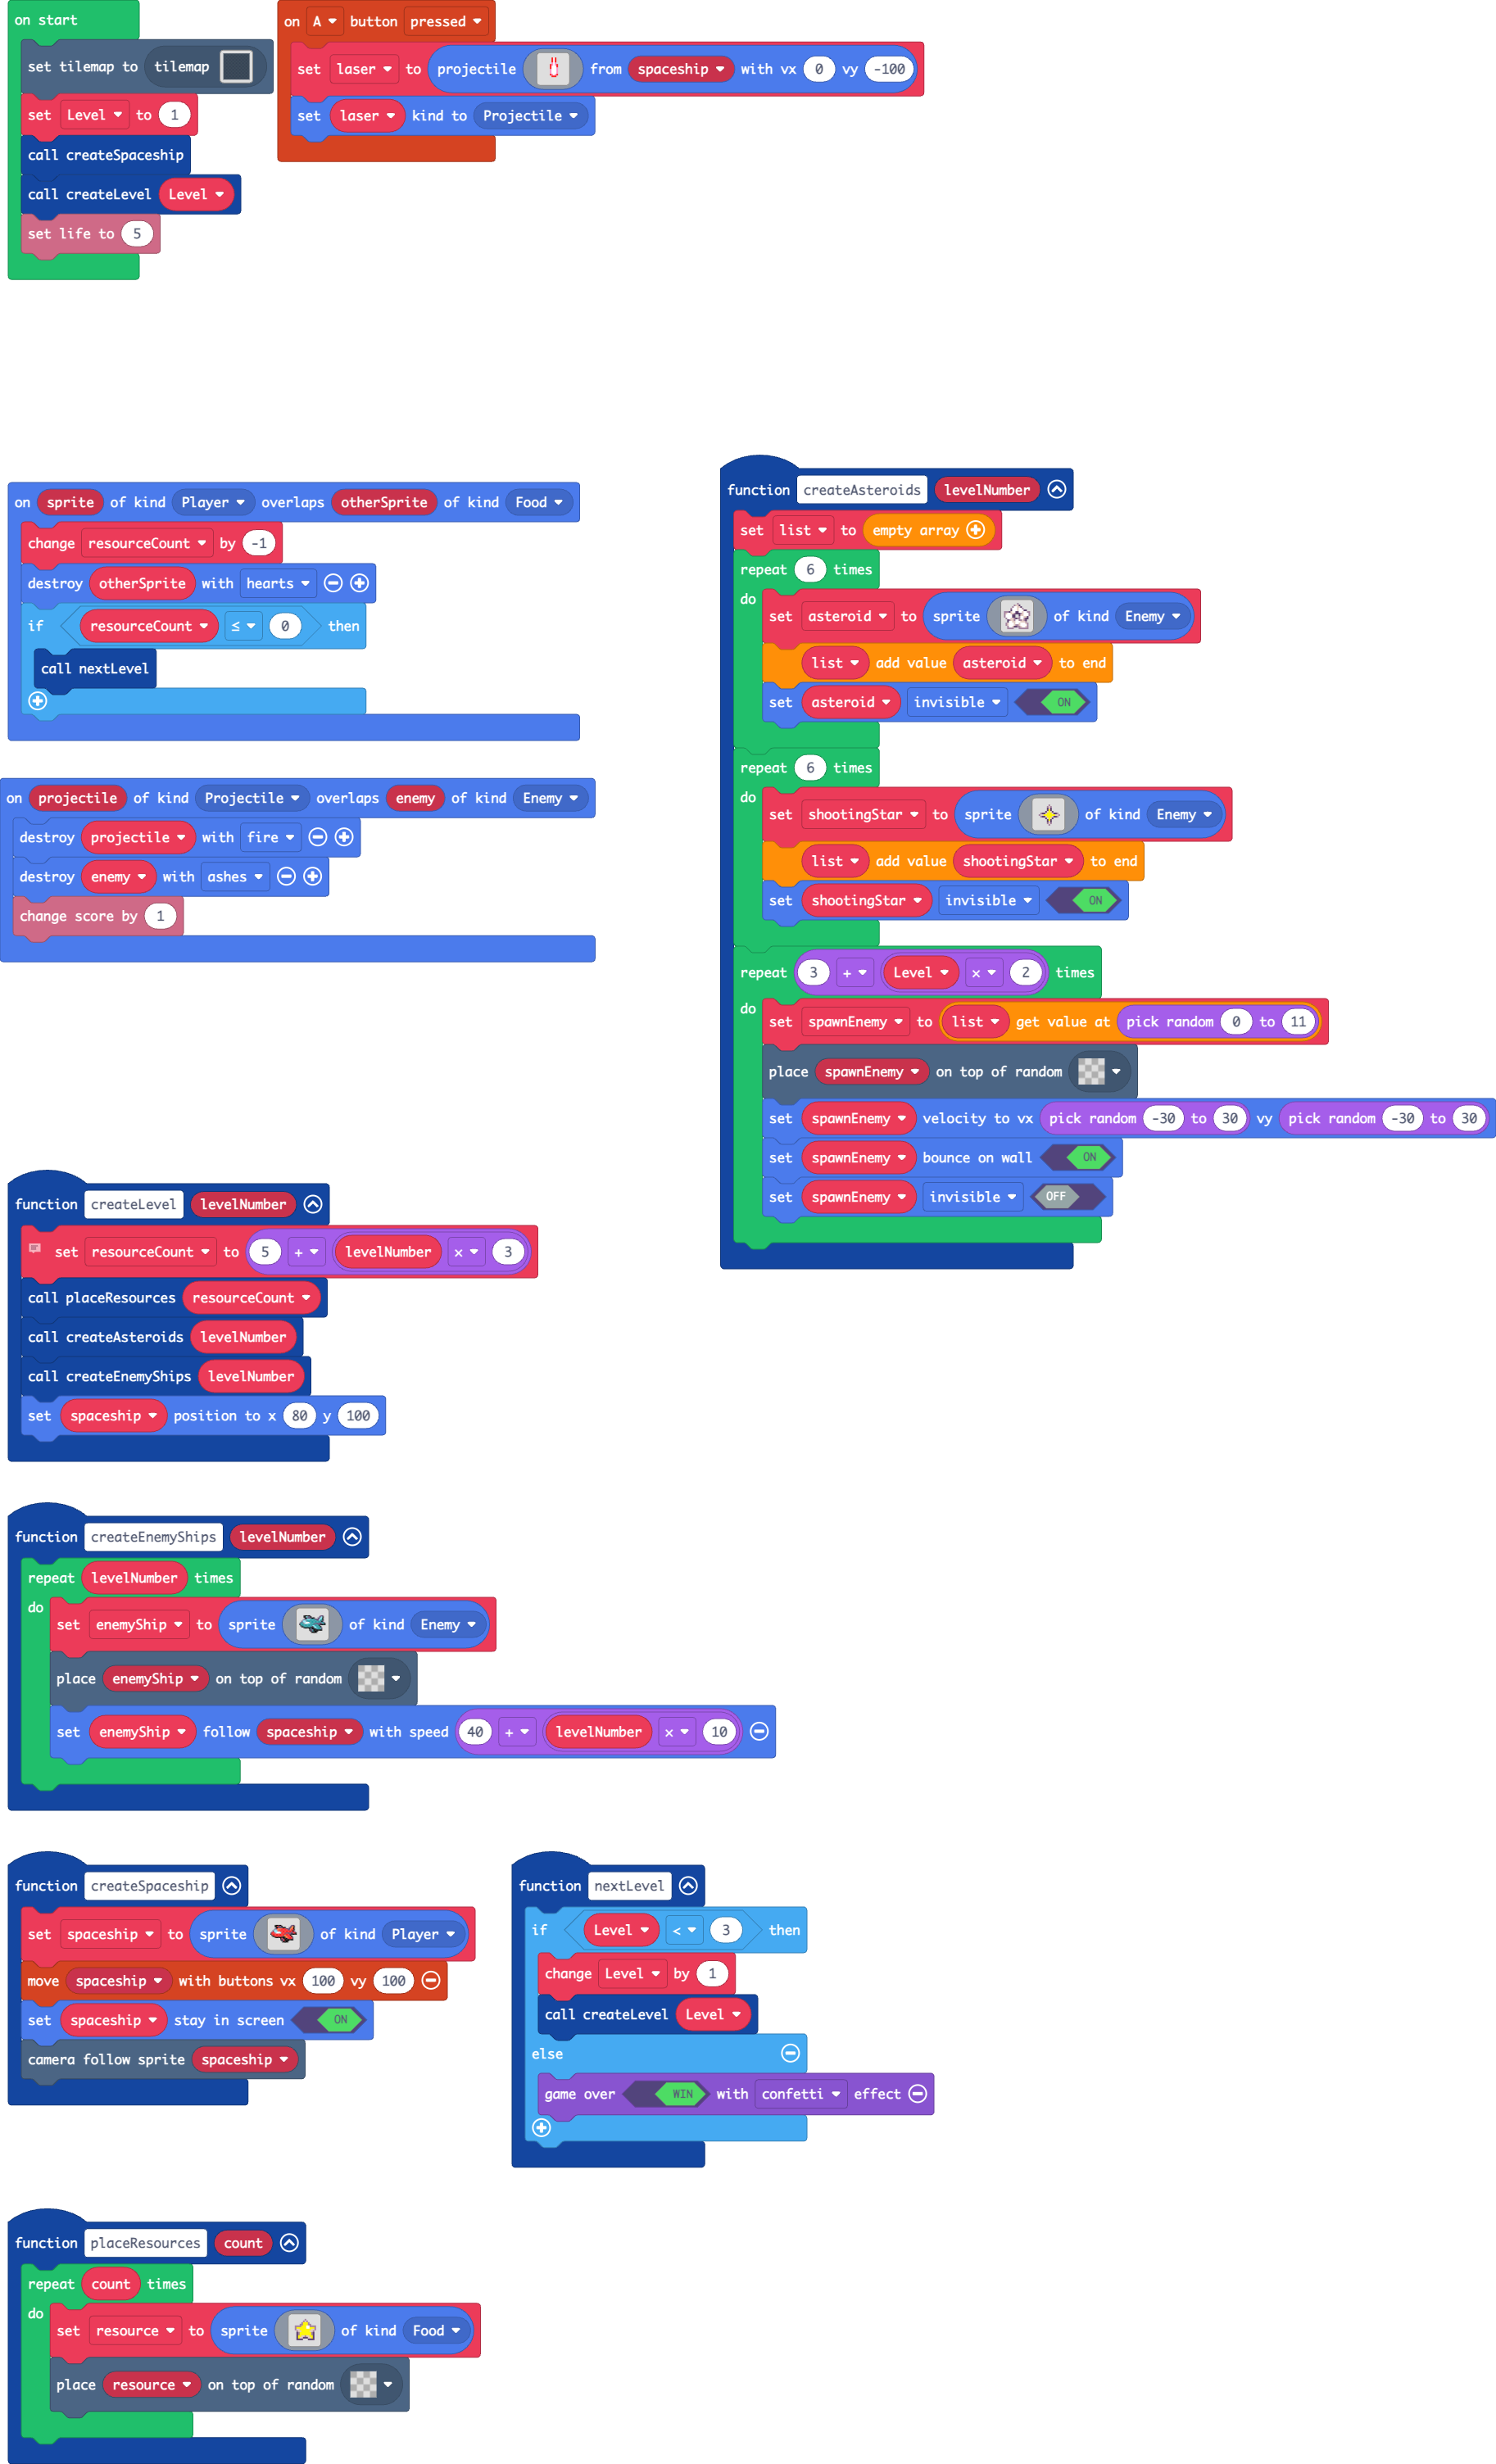 on start
set tilemap to tilemap
set Level to 1
call createSpaceship
call createLevel Level
set life to 5
on A button pressed
set laser to projectile from spaceship with vx 0 vy -100
set laser kind to Projectile
on sprite of kind Player overlaps otherSprite of kind Food
change resourceCount by -1
destroy otherSprite with hearts
if resourceCount ≤ 0 then
call nextLevel
on projectile of kind Projectile overlaps enemy of kind Enemy
destroy projectile with fire
destroy enemy with ashes
change score by 1
function createAsteroids levelNumber
set list to empty array
repeat 6 times
do
set asteroid to sprite of kind Enemy
list add value asteroid to end
set asteroid invisible ON
repeat 6 times
do
set shootingStar to sprite of kind Enemy
list add value shootingStar to end
set shootingStar invisible ON
repeat 3 + Level × 2 times
do
set spawnEnemy to list get value at pick random 0 to 11
place spawnEnemy on top of random
set spawnEnemy velocity to vx pick random -30 to 30 vy pick random -30 to 30
set spawnEnemy bounce on wall ON
set spawnEnemy invisible OFF
function createLevel levelNumber
set resourceCount to 5 + levelNumber × 3
call placeResources resourceCount
call createAsteroids levelNumber
call createEnemyShips levelNumber
set spaceship position to x 80 y 100
function createEnemyShips levelNumber
repeat levelNumber times
do
set enemyShip to sprite of kind Enemy
place enemyShip on top of random
set enemyShip follow spaceship with speed 40 + levelNumber × 10
function createSpaceship
set spaceship to sprite of kind Player
move spaceship with buttons vx 100 vy 100
set spaceship stay in screen ON
camera follow sprite spaceship
function nextLevel
if Level < 3 then
change Level by 1
call createLevel Level
else
game over WIN with confetti effect
function placeResources count
repeat count times
do
set resource to sprite of kind Food
place resource on top of random